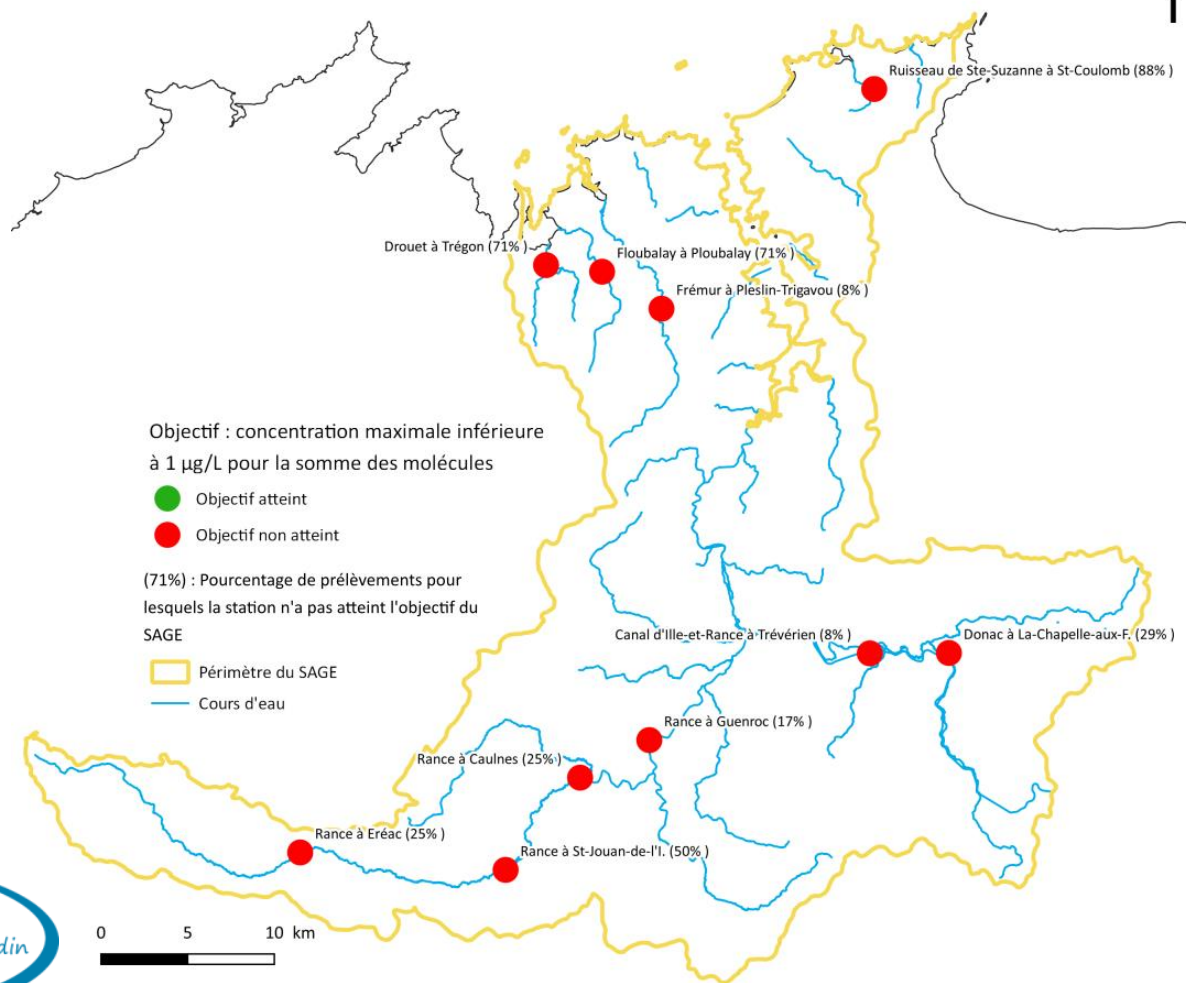 Ruisseau de Ste-Suzanne à St-Coulomb (88% )
Drouet à Trégon (71% )
Floubalay à Ploubalay (71% )
Frémur à Pleslin-Trigavou (8% )
Objectif : concentration maximale inférieure
à 1 µg/L pour la somme des molécules
Objectif atteint
Objectif non atteint
(71%) : Pourcentage de prélèvements pour
lesquels la station n'a pas atteint l'objectif du
SAGE
Périmètre du SAGE
Cours d'eau
Canal d'Ille-et-Rance à Trévérien (8% )
Donac à La-Chapelle-aux-F. (29% )
Rance à Guenroc (17% )
Rance à Caulnes (25% )
Rance à Eréac (25% )
Rance à St-Jouan-de-l'I. (50% )
0 5 10 km